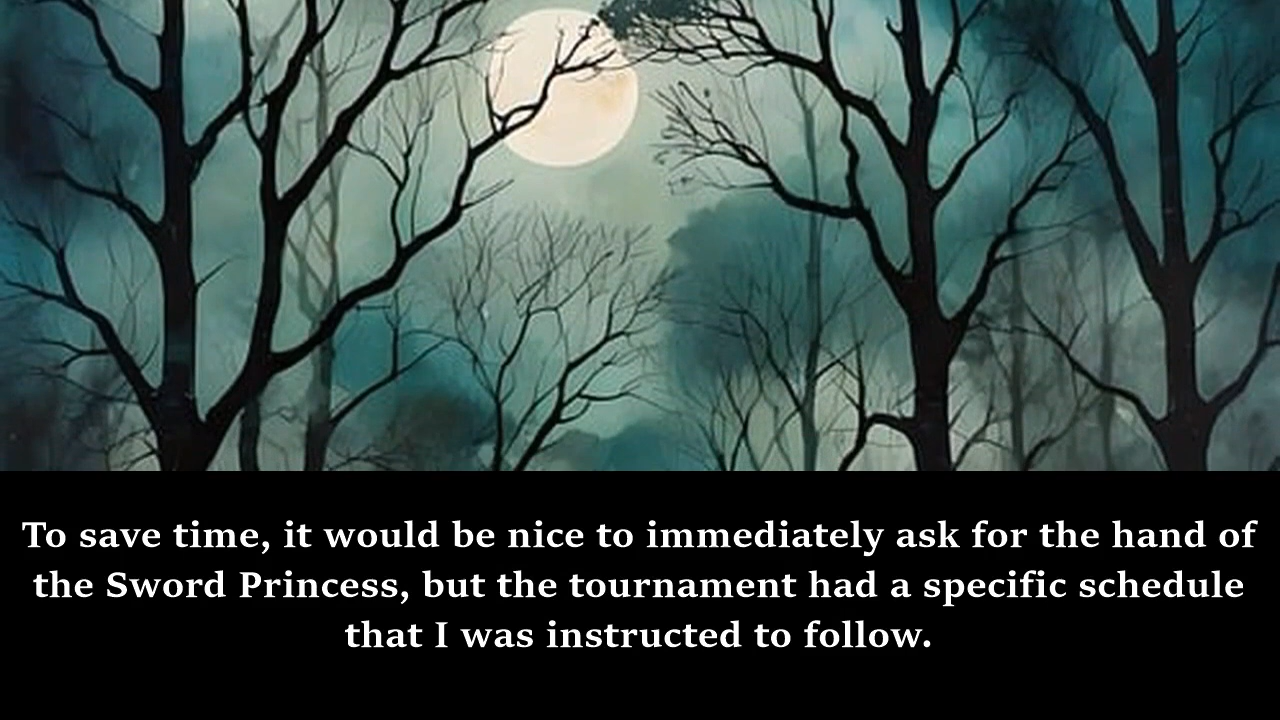 To save time, it would be nice to immediately ask for the hand of
the Sword Princess, but the tournament had a specific schedule
that I was instructed to follow.